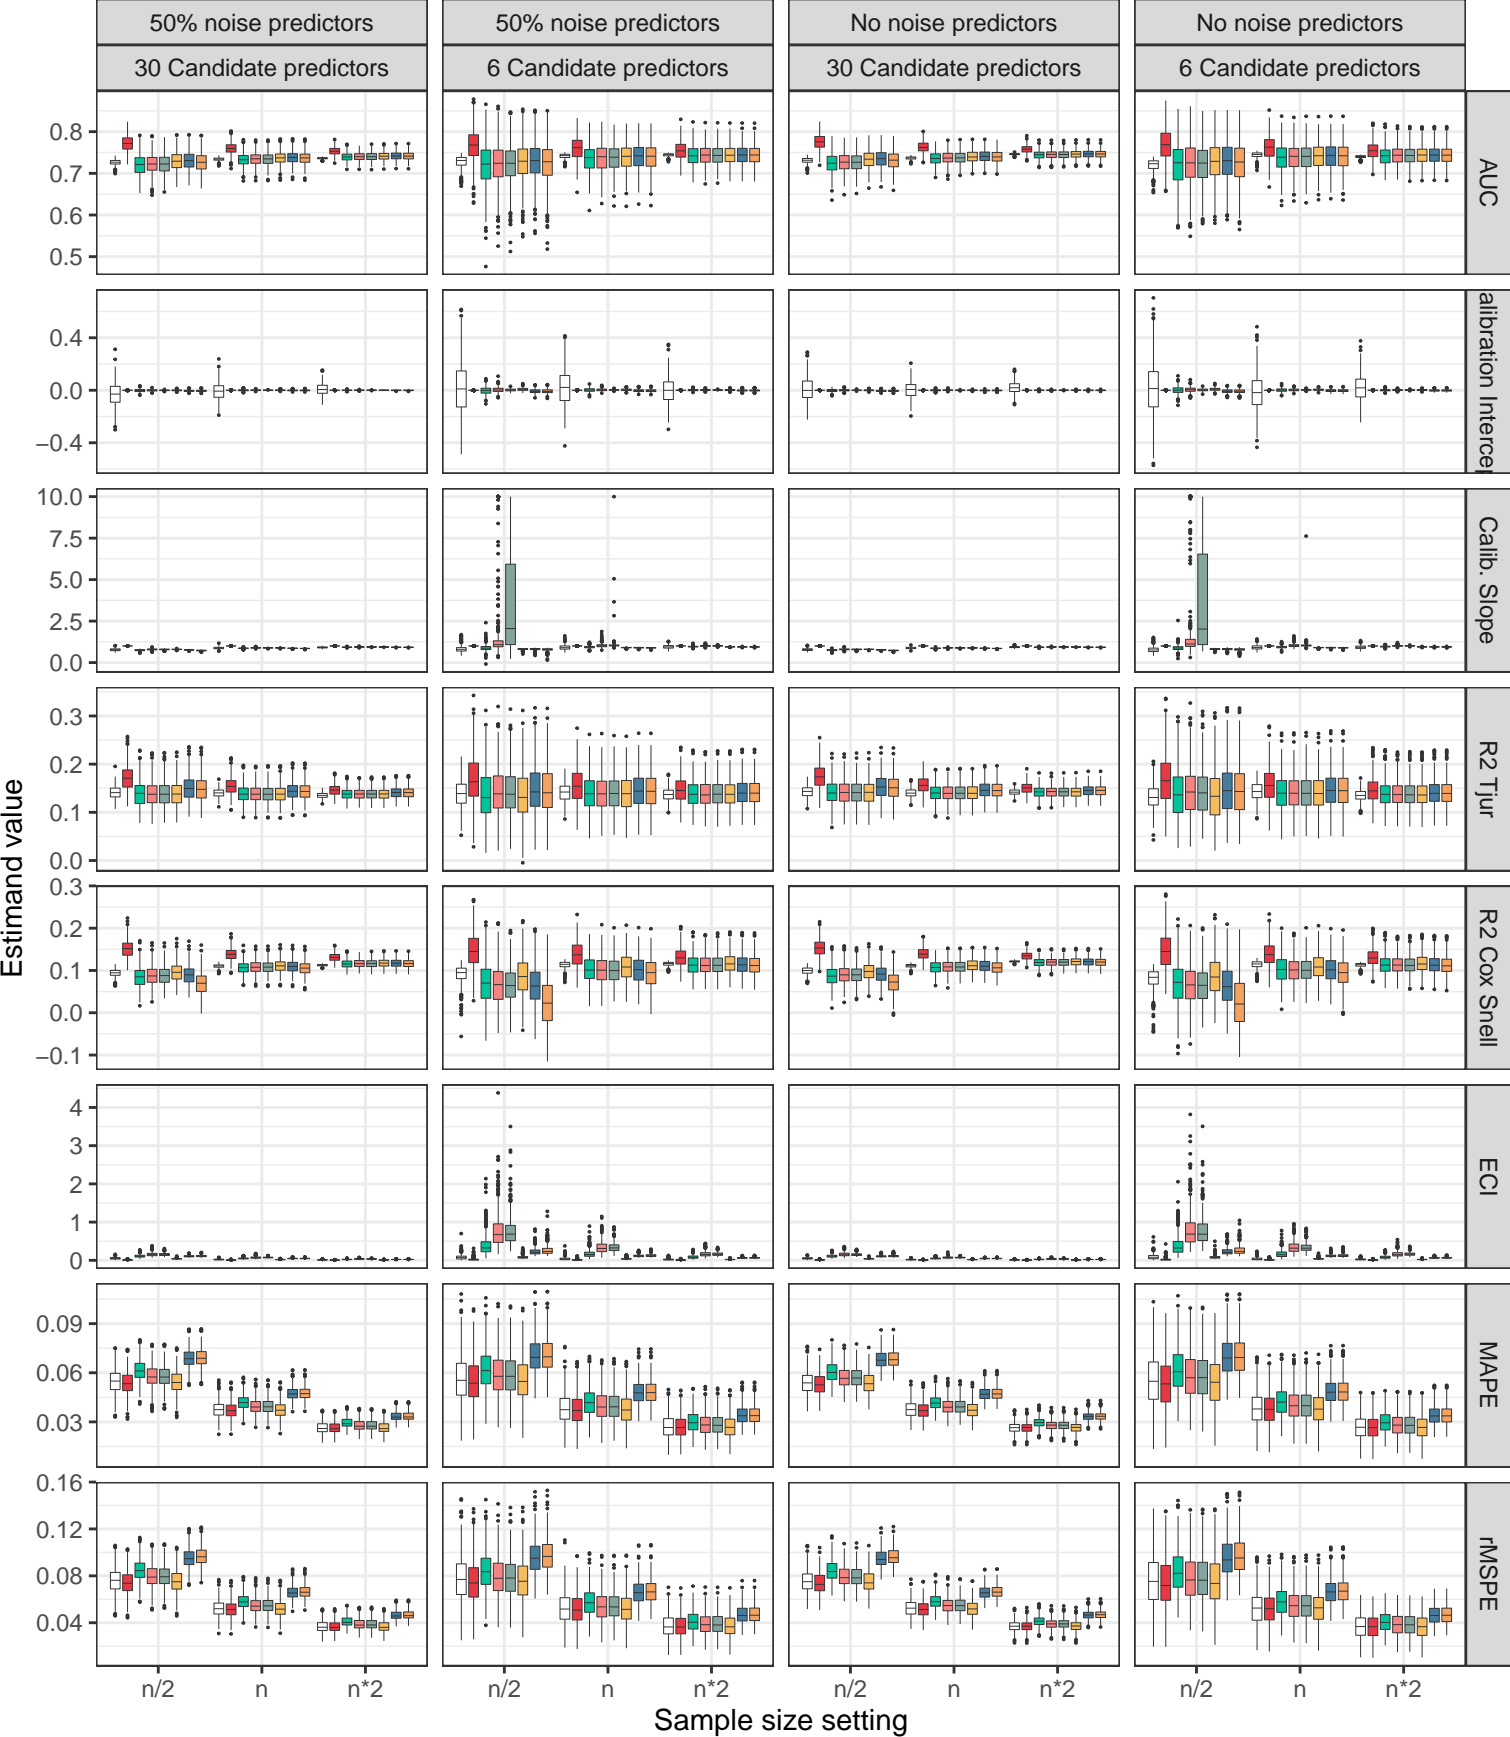 50% noise predictors
50% noise predictors
No noise predictors
No noise predictors
30 Candidate predictors
6 Candidate predictors
30 Candidate predictors
6 Candidate predictors
0.8
0.7
0.6
0.5
AUC
0.4
0.0
−0.4
alibration Interce
10.0
7.5
5.0
2.5
0.0
Calib. Slope
0.3
0.2
0.1
0.0
R2 Tjur
0.3
0.2
0.1
0.0
−0.1
R2 Cox Snell
4
3
2
1
0
ECI
0.09
0.06
0.03
MAPE
0.16
0.12
0.08
0.04
rMSPE
Estimand value
n/2
n
n*2
n/2
n
n*2
n/2
n
n*2
n/2
n
n*2
Sample size setting